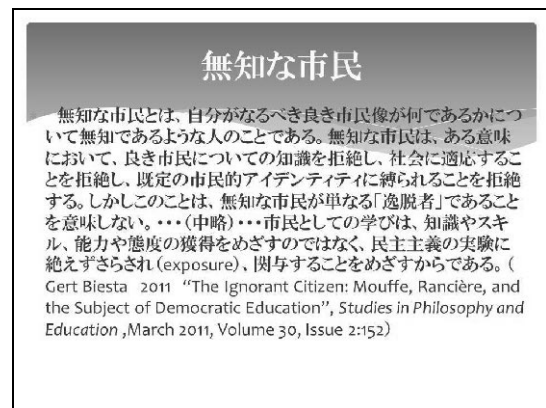 無知な市民
無知な市民とは、自分がなるべき良き市民像が何であるかにつ
いて無知であるような人のことである。無知な市民は、ある意味
において、良き市民についての知識を拒絶し、社会に適応するこ
とを拒絶し、既定の市民的アイデンティティに縛られることを拒絶
する。しかしこのことは、無知な市民が単なる「逸脱者」であること
を意味しない。・・・(中略)・・・市民としての学びは、知識やスキ
ル、能力や態度の獲得をめざすのではなく、民主主義の実験に
絶えずさらされ(exposure)、関与することをめざすからである。(
Gert Biesta 2011 “The Ignorant Citizen: Mouffe, Rancière, and
the Subject of Democratic Education”, Studies in Philosophy and
Education ,March 2011, Volume 30, Issue 2:152)